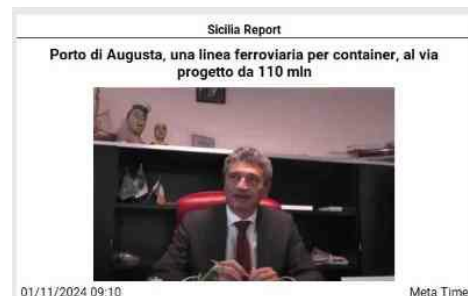 Sicilia Report
Porto di Augusta, una linea ferroviaria per container, al via
progetto da 110 mln
01/11/2024 09:10
Meta Time